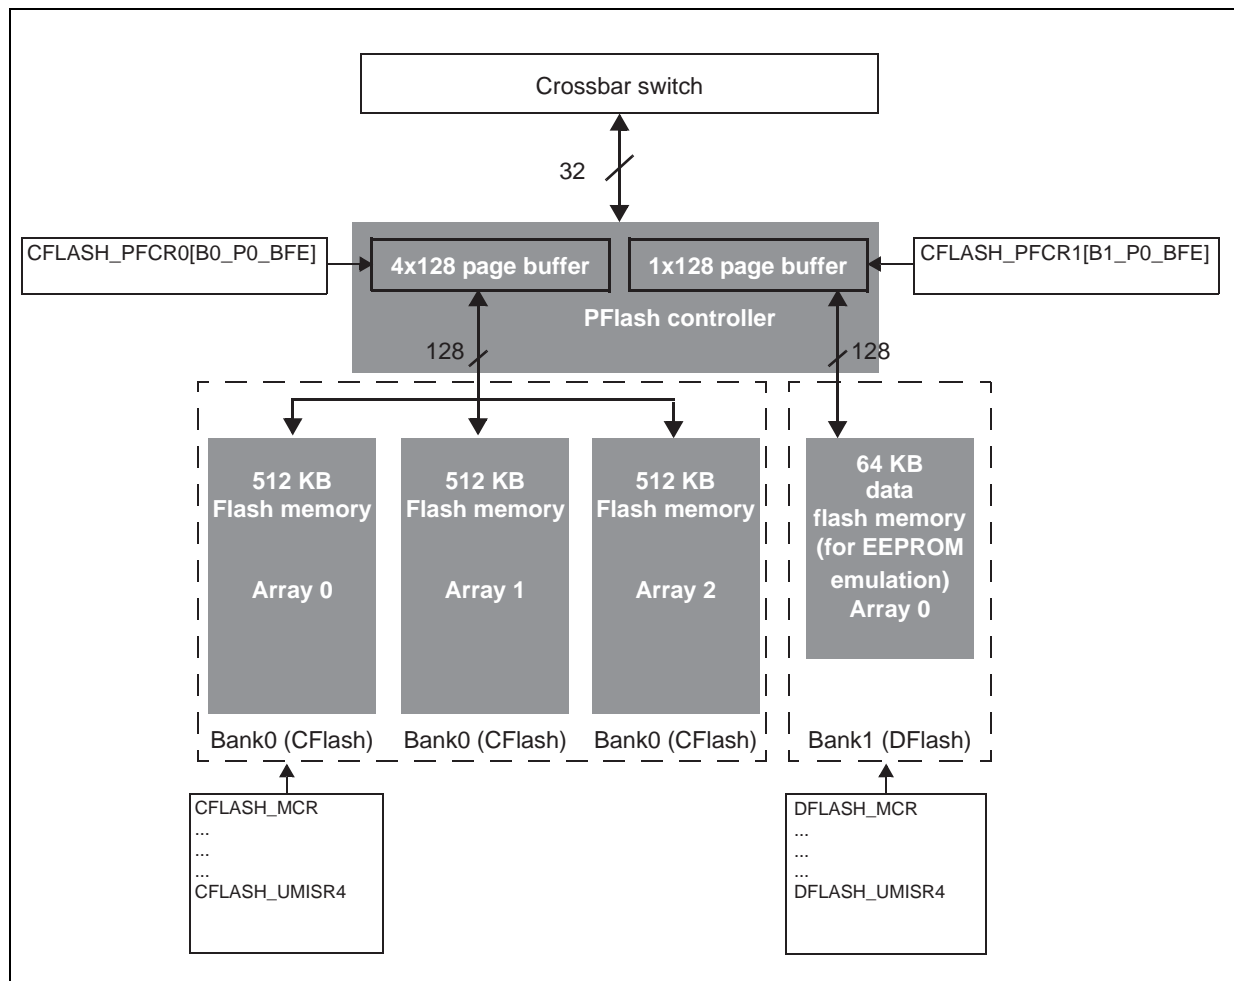 Crossbar switch
32
CFLASH_PFCR0[B0_P0_BFE]
4x128 page buffer
1x128 page buffer
CFLASH_PFCR1[B1_P0_BFE]
PFlash controller
128
128
512 KB
Flash memory
Array 0
512 KB
Flash memory
Array 1
512 KB
Flash memory
Array 2
64 KB
data
flash memory
(for EEPROM
emulation)
Array 0
Bank0 (CFlash)
Bank0 (CFlash)
Bank0 (CFlash)
Bank1 (DFlash)
CFLASH_MCR
...
...
...
CFLASH_UMISR4
DFLASH_MCR
...
...
...
DFLASH_UMISR4